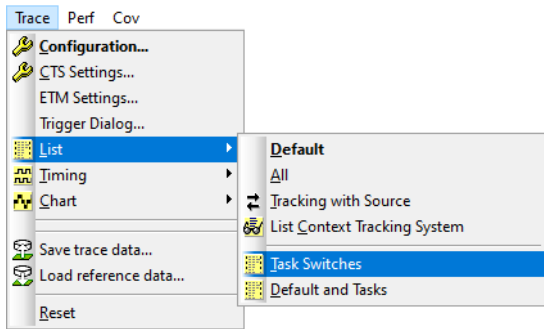 Trace Perf Cov
Configuration...
CTS Settings...
ETM Settings...
Trigger Dialog...
List
Timing
Chart
Save trace data...
Load reference data...
Reset
Default
All
Tracking with Source
List Context Tracking System
Task Switches
Default and Tasks